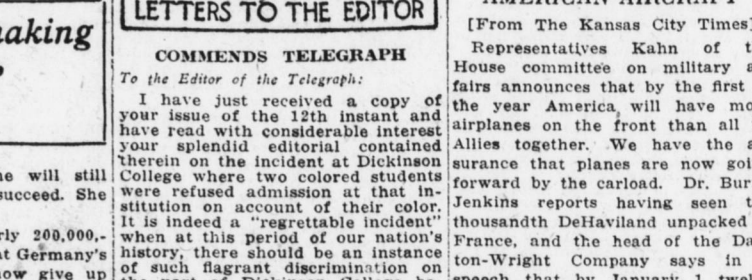 aking
he will still
succeed. She
rly 200,000,-
at Germany's
now give up
LETTERS TO THE EDITOR
COMMENDS TELEGRAPH
To the Editor of the Telegraph:
I have just received a copy of
your issue of the 12th instant and
have read with considerable interest
your splendid editorial contained
therein on the incident at Dickinson
College where two colored students
were refused admission at that in-
stitution on account of their color.
It is indeed a "regrettable incident"
when at this period of our nation's
history, there should be an instance
of such flagrant discrimination on
the part of Dickinson College
[From The Kansas City Times]
Representatives Kahn of t
House committee on military a
fairs announces that by the first
the year America will have mo
airplanes on the front than all
Allies together. We have the a
surance that planes are now goi
forward by the carload. Dr. Bur
Jenkins reports having seen t
thousandth DeHaviland unpacked
France, and the head of the Da
ton-Wright Company says in
speech that by January 1